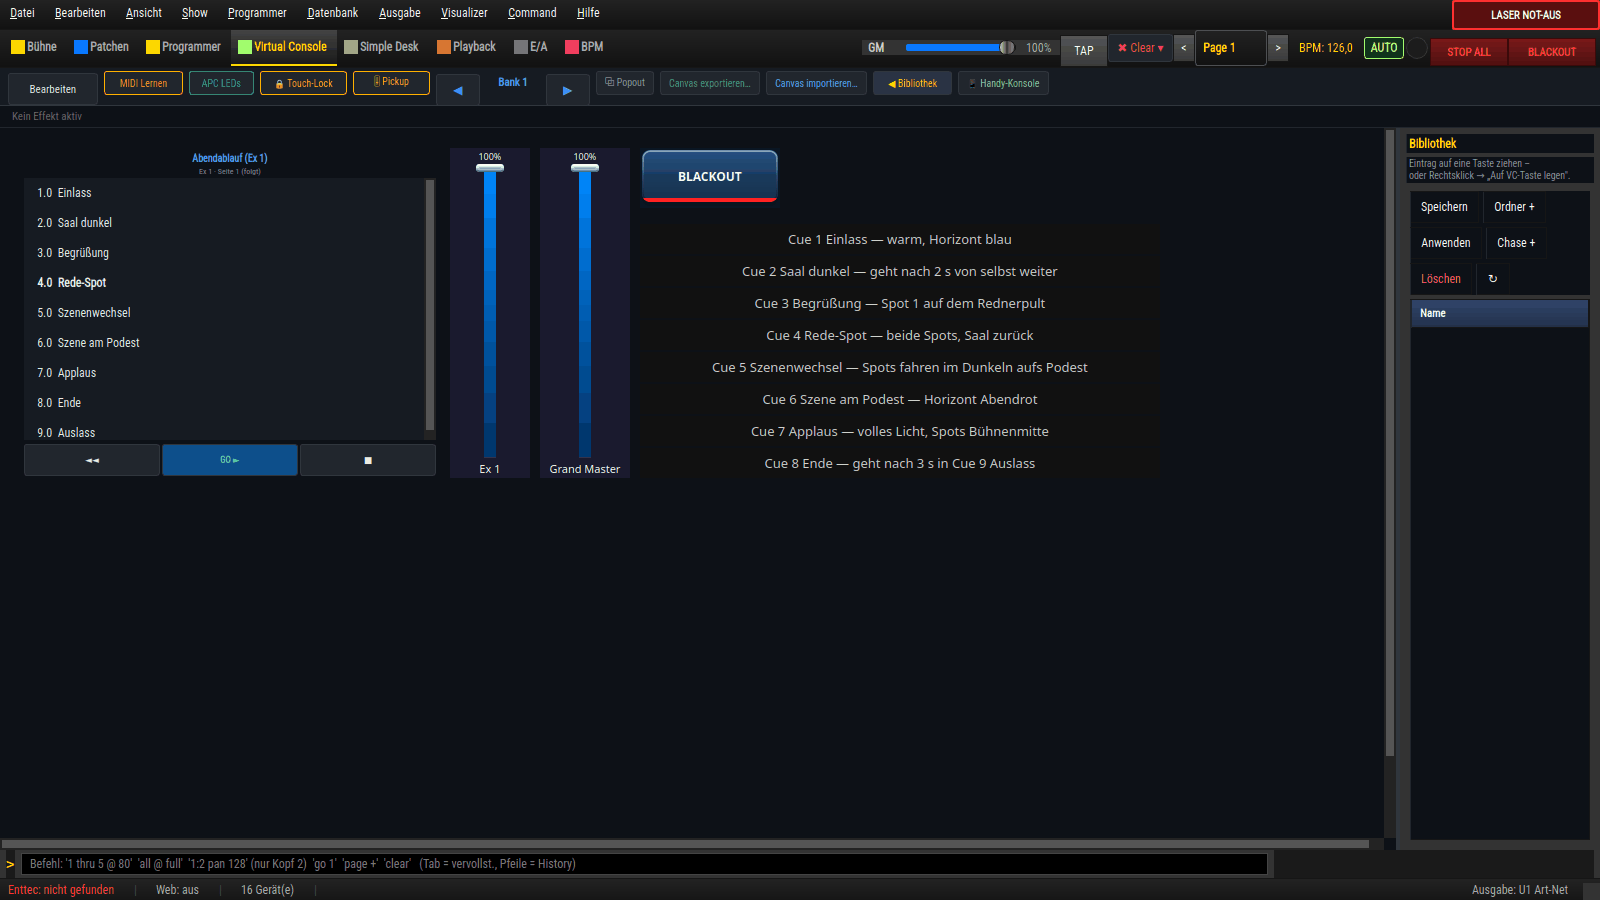 Datei Bearbeiten Ansicht Show Programmer Datenbank Ausgabe Visualizer Command Hilfe
LASER NOT-AUS
Bühne Patchen Programmer Virtual Console Simple Desk Playback E/A BPM
GM 100% TAP ✖ Clear ▾ < Page 1 > BPM: 126,0 AUTO STOP ALL BLACKOUT
Bearbeiten MIDI Lernen APC LEDs Touch-Lock Pickup ◀ Bank 1 ▶ Popout Canvas exportieren... Canvas importieren... ◀ Bibliothek Handy-Konsole
Kein Effekt aktiv
Abendablauf (Ex 1)
Ex 1 · Seite 1 (folgt)
1.0 Einlass
2.0 Saal dunkel
3.0 Begrüßung
4.0 Rede-Spot
5.0 Szenenwechsel
6.0 Szene am Podest
7.0 Applaus
8.0 Ende
9.0 Auslass
◄◄ GO ► ■
100%
Ex 1
100%
Grand Master
BLACKOUT
Cue 1 Einlass — warm, Horizont blau
Cue 2 Saal dunkel — geht nach 2 s von selbst weiter
Cue 3 Begrüßung — Spot 1 auf dem Rednerpult
Cue 4 Rede-Spot — beide Spots, Saal zurück
Cue 5 Szenenwechsel — Spots fahren im Dunkeln aufs Podest
Cue 6 Szene am Podest — Horizont Abendrot
Cue 7 Applaus — volles Licht, Spots Bühnenmitte
Cue 8 Ende — geht nach 3 s in Cue 9 Auslass
Bibliothek
Eintrag auf eine Taste ziehen –
oder Rechtsklick → „Auf VC-Taste legen".
Speichern Ordner +
Anwenden Chase +
Löschen ↻
Name
> Befehl: '1 thru 5 @ 80' 'all @ full' '1:2 pan 128' (nur Kopf 2) 'go 1' 'page +' 'clear' (Tab = vervollst., Pfeile = History)
Enttec: nicht gefunden Web: aus 16 Gerät(e) Ausgabe: U1 Art-Net